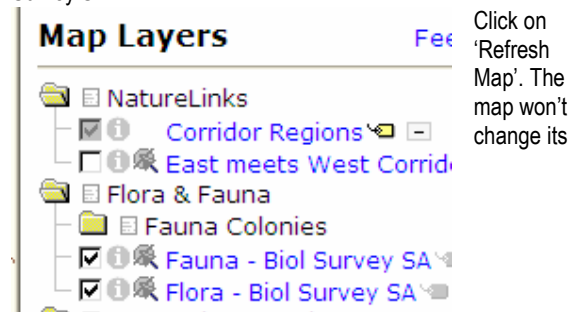 Map Layers
Fee
NatureLinks
Corridor Regions
East meets West Corrid
Flora & Fauna
Fauna Colonies
Fauna - Biol Survey SA
Flora - Biol Survey SA
Click on
‘Refresh
Map’. The
map won’t
change its